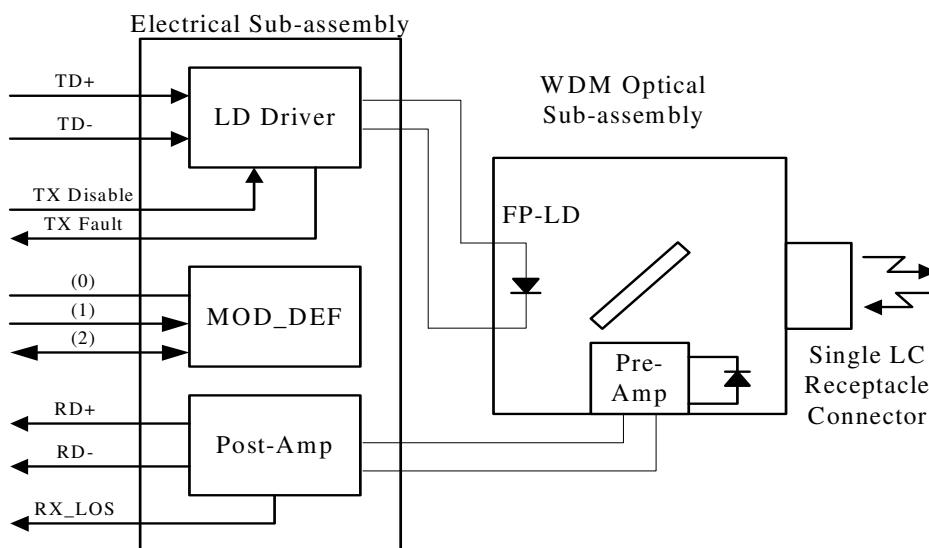 Electrical Sub-assembly
TD+
LD Driver
TD-
TX Disable
TX Fault
WDM Optical
Sub-assembly
FP-LD
(0)
(1)
(2)
MOD_DEF
Pre-
Amp
Single LC
Receptacle
Connector
RD+
Post-Amp
RD-
RX_LOS